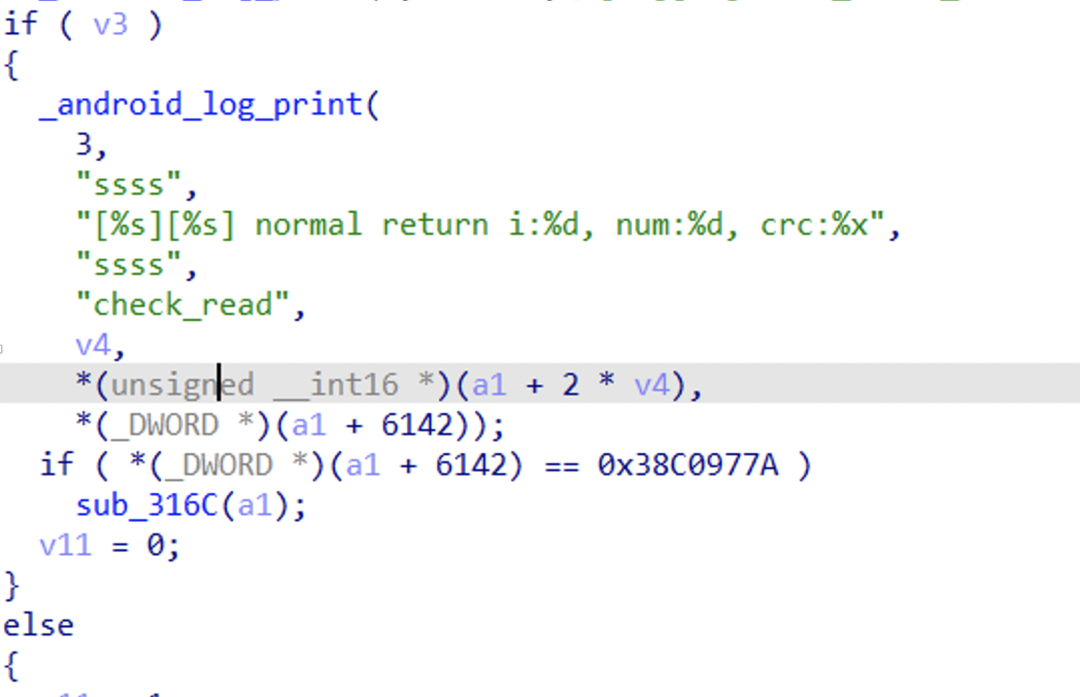 if ( v3 )
{
_android_log_print(
3,
"ssss",
"[%s][%s] normal return i:%d, num:%d, crc:%x",
"ssss",
"check_read",
v4,
*(unsigned __int16 *)(a1 + 2 * v4),
*(_DWORD *)(a1 + 6142));
if ( *(_DWORD *)(a1 + 6142) == 0x38C0977A )
sub_316C(a1);
v11 = 0;
}
else
{